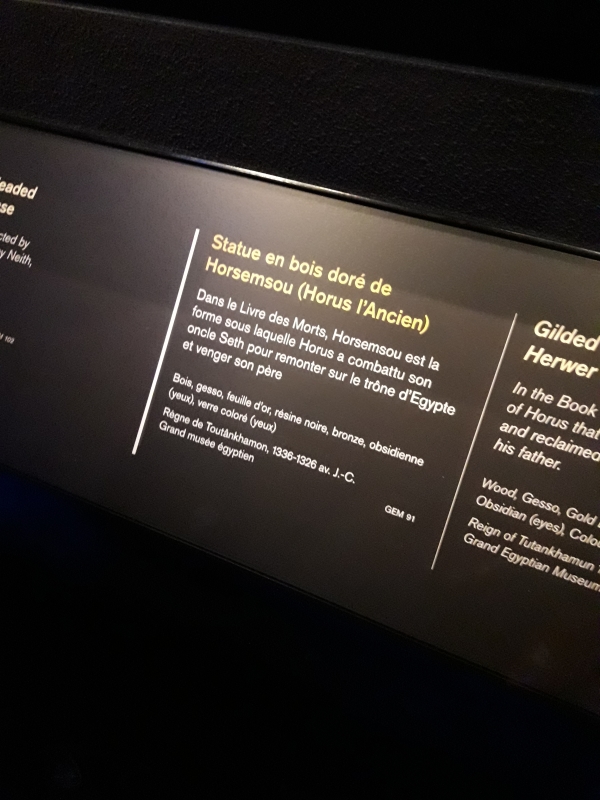 eaded
se
cted by
y Neith,
Statue en bois doré de
Horsemsou (Horus l'Ancien)
Dans le Livre des Morts, Horsemsou est la
forme sous laquelle Horus a combattu son
oncle Seth pour remonter sur le trône d'Egypte
et venger son père
Bois, gesso, feuille d'or, résine noire, bronze, obsidienne
(yeux), verre coloré (yeux)
Règne de Toutânkhamon, 1336-1326 av. J.-C.
Grand musée égyptien
GEM 91
Gilded
Herwer
In the Book
of Horus that
and reclaimed
his father.
Wood, Gesso, Gold
Obsidian (eyes), Colou
Reign of Tutankhamun
Grand Egyptian Museum